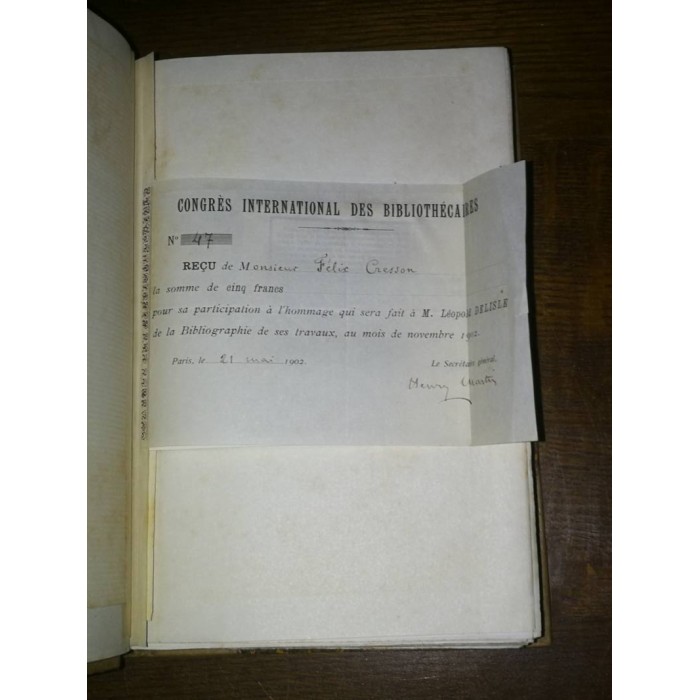 CONGRÈS INTERNATIONAL DES BIBLIOTHÉCAIRES
N° 47
REÇU de Monsieur Félix Cresson
la somme de cinq francs
pour sa participation à l'hommage qui sera fait à M. Léopold DELISLE
de la Bibliographie de ses travaux, au mois de novembre 1902.
Paris, le 21 mai 1902.
Le Secrétaire général,
Henry Martin